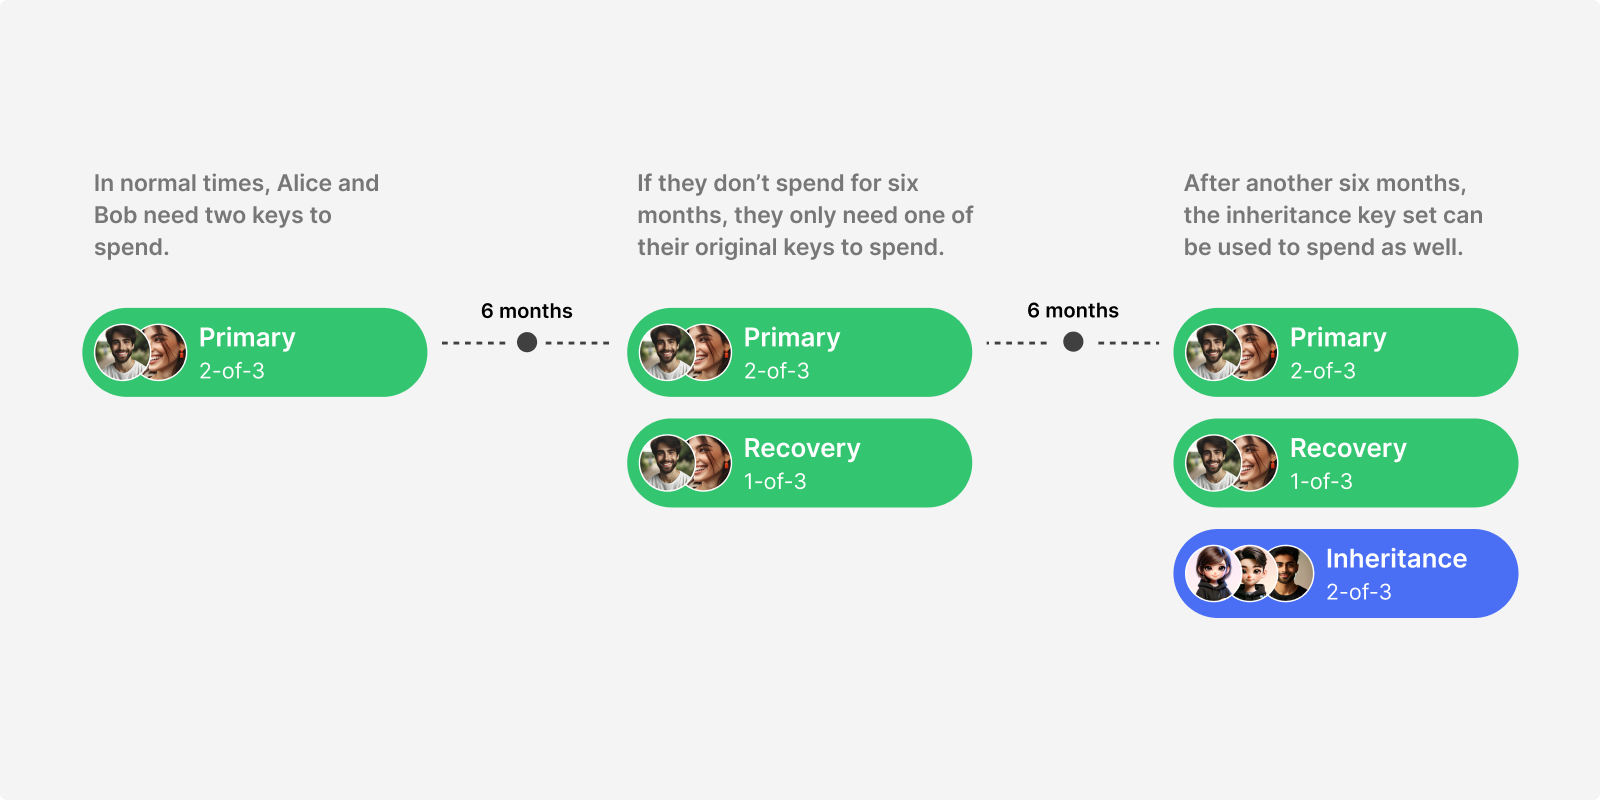 In normal times, Alice and
Bob need two keys to
spend.
Primary
2-of-3
6 months
If they don’t spend for six
months, they only need one of
their original keys to spend.
Primary
2-of-3
Recovery
1-of-3
6 months
After another six months,
the inheritance key set can
be used to spend as well.
Primary
2-of-3
Recovery
1-of-3
Inheritance
2-of-3